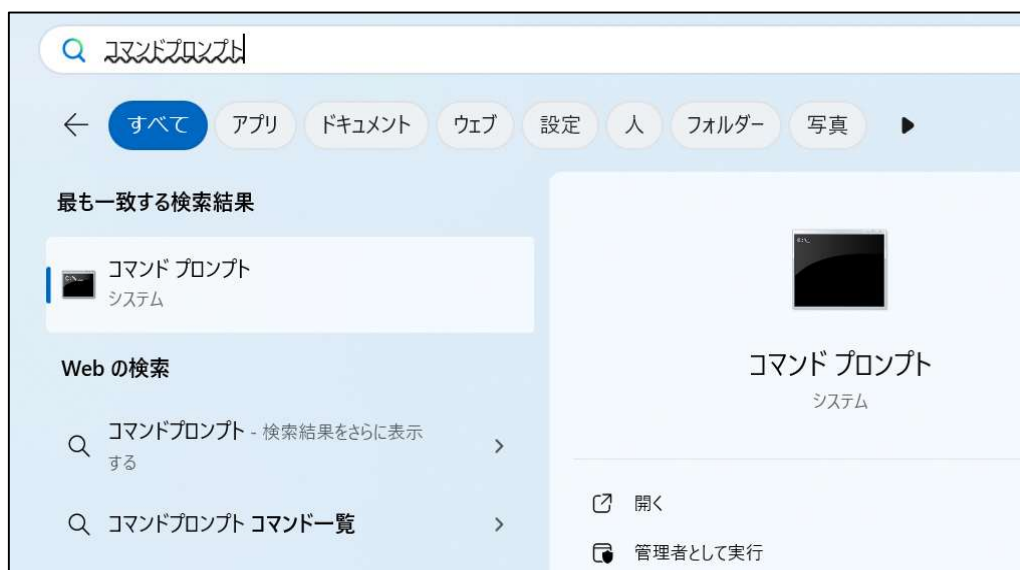 コマンドプロンプト
すべて アプリ ドキュメント ウェブ 設定 人 フォルダー 写真
最も一致する検索結果
コマンド プロンプト
システム
Web の検索
コマンドプロンプト - 検索結果をさらに表示
する
コマンドプロンプト コマンド一覧
コマンド プロンプト
システム
開く
管理者として実行